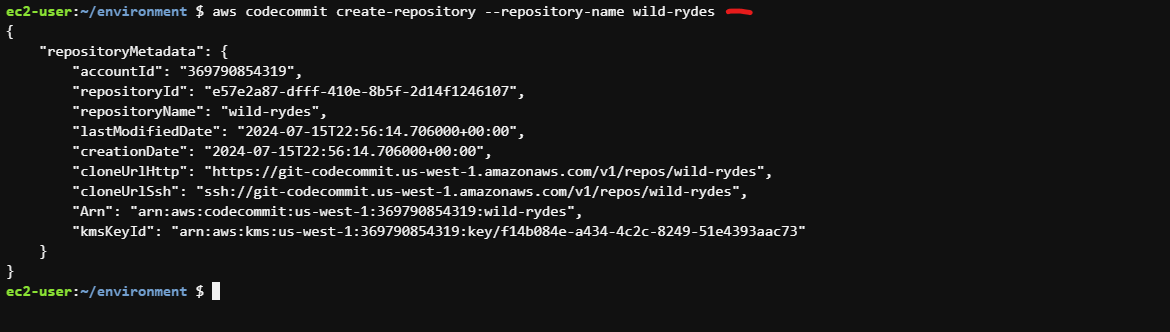 ec2-user:~/environment $ aws codecommit create-repository --repository-name wild-rydes
{
    "repositoryMetadata": {
        "accountId": "369790854319",
        "repositoryId": "e57e2a87-dfff-410e-8b5f-2d14f1246107",
        "repositoryName": "wild-rydes",
        "lastModifiedDate": "2024-07-15T22:56:14.706000+00:00",
        "creationDate": "2024-07-15T22:56:14.706000+00:00",
        "cloneUrlHttp": "https://git-codecommit.us-west-1.amazonaws.com/v1/repos/wild-rydes",
        "cloneUrlSsh": "ssh://git-codecommit.us-west-1.amazonaws.com/v1/repos/wild-rydes",
        "Arn": "arn:aws:codecommit:us-west-1:369790854319:wild-rydes",
        "kmsKeyId": "arn:aws:kms:us-west-1:369790854319:key/f14b084e-a434-4c2c-8249-51e4393aac73"
    }
}
ec2-user:~/environment $